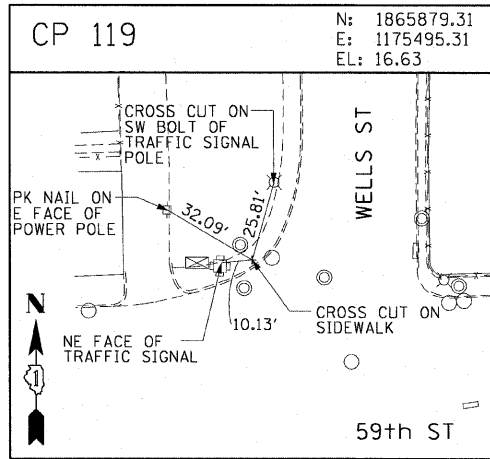 CP 119
N: 1865879.31
E: 1175495.31
EL: 16.63
CROSS CUT ON
SW BOLT OF
TRAFFIC SIGNAL
POLE
WELLS ST
PK NAIL ON
E FACE OF
POWER POLE
32.09'
25.81'
10.13'
N
1
NE FACE OF
TRAFFIC SIGNAL
CROSS CUT ON
SIDEWALK
59th ST